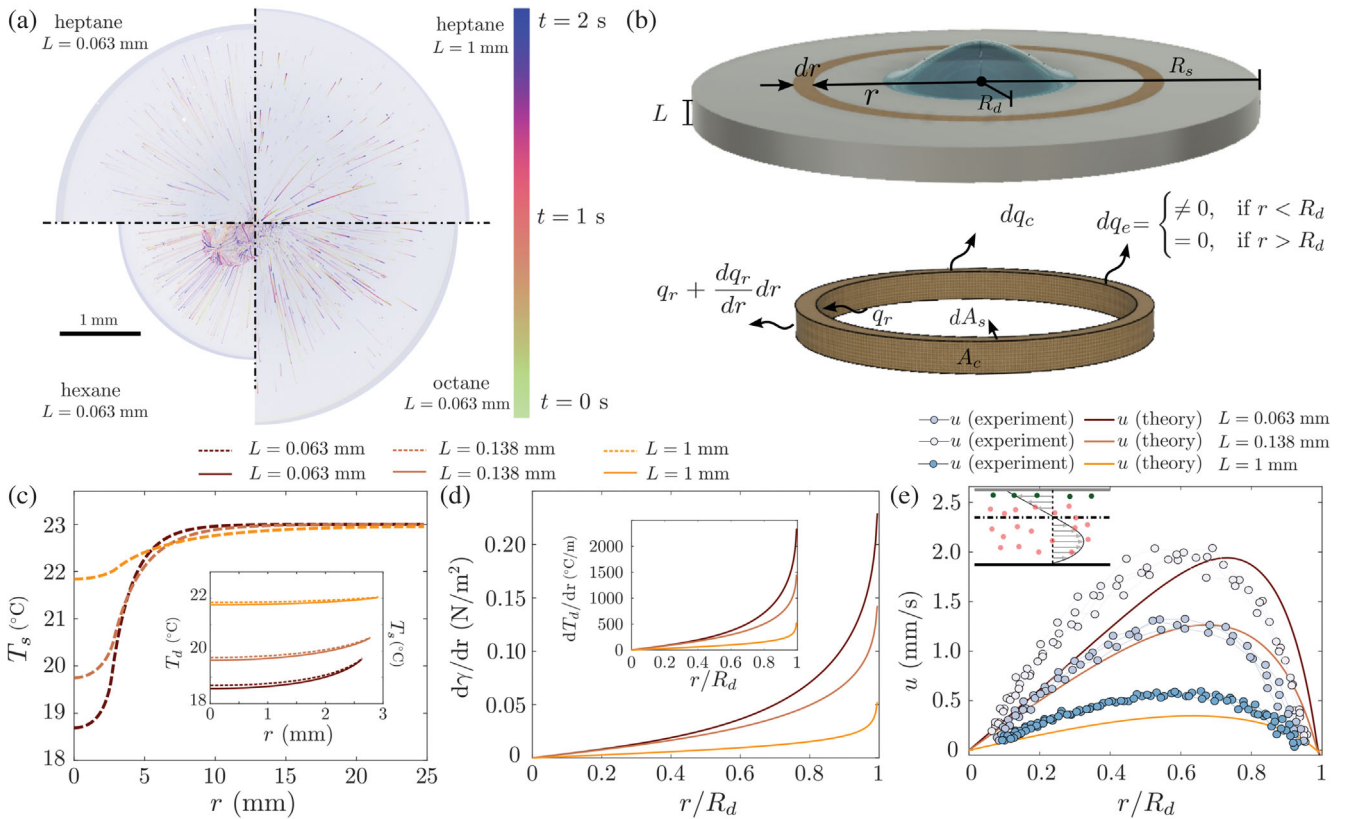 (a)
heptane
L = 0.063 mm
heptane
L = 1 mm
t = 2 s
t = 1 s
t = 0 s
1 mm
hexane
L = 0.063 mm
octane
L = 0.063 mm
(b)
dr
r
R_d
R_s
L
dq_c
dq_e = { ≠ 0, if r < R_d
= 0, if r > R_d
q_r + dq_r/dr dr
q_r
dA_s
A_c
L = 0.063 mm L = 0.138 mm L = 1 mm
L = 0.063 mm L = 0.138 mm L = 1 mm
(c)
T_s (°C)
23
22
21
20
19
18
0 5 10 15 20 25
r (mm)
T_d (°C)
22
20
18
T_s (°C)
0 1 2 3
r (mm)
(d)
dγ/dr (N/m²)
0.20
0.15
0.10
0.05
0
0 0.2 0.4 0.6 0.8 1
r/R_d
dT_d/dr (°C/m)
2000
1500
1000
500
0
0 0.2 0.4 0.6 0.8 1
r/R_d
u (experiment) u (theory) L = 0.063 mm
u (experiment) u (theory) L = 0.138 mm
u (experiment) u (theory) L = 1 mm
(e)
u (mm/s)
2.5
2.0
1.5
1.0
0.5
0
0 0.2 0.4 0.6 0.8 1
r/R_d